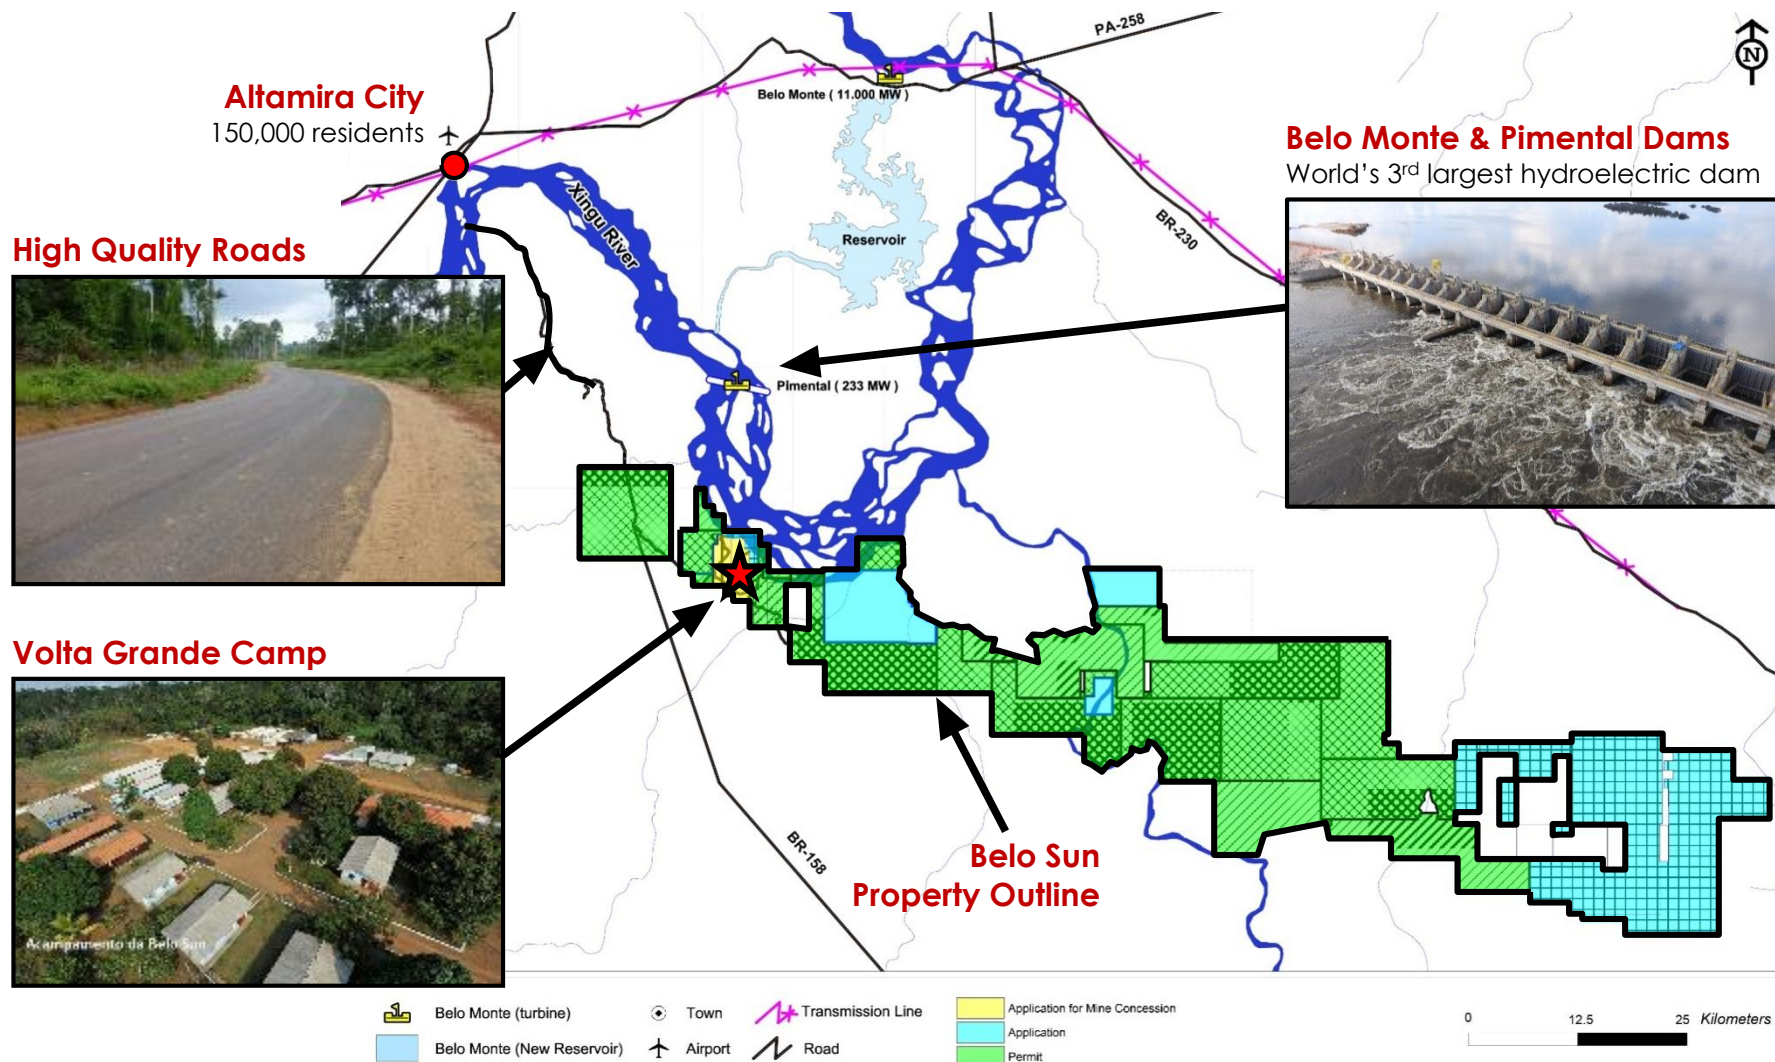 PA-258
N
Altamira City
150,000 residents
Belo Monte ( 11.000 MW )
Belo Monte & Pimental Dams
World's 3rd largest hydroelectric dam
Xingu River
BR-230
High Quality Roads
Reservoir
Pimental ( 233 MW )
Volta Grande Camp
BR-158
Belo Sun
Property Outline
Acampamento da Belo Sun
Belo Monte (turbine)
Town
Transmission Line
Application for Mine Concession
Belo Monte (New Reservoir)
Airport
Road
Application
Permit
0 12.5 25 Kilometers